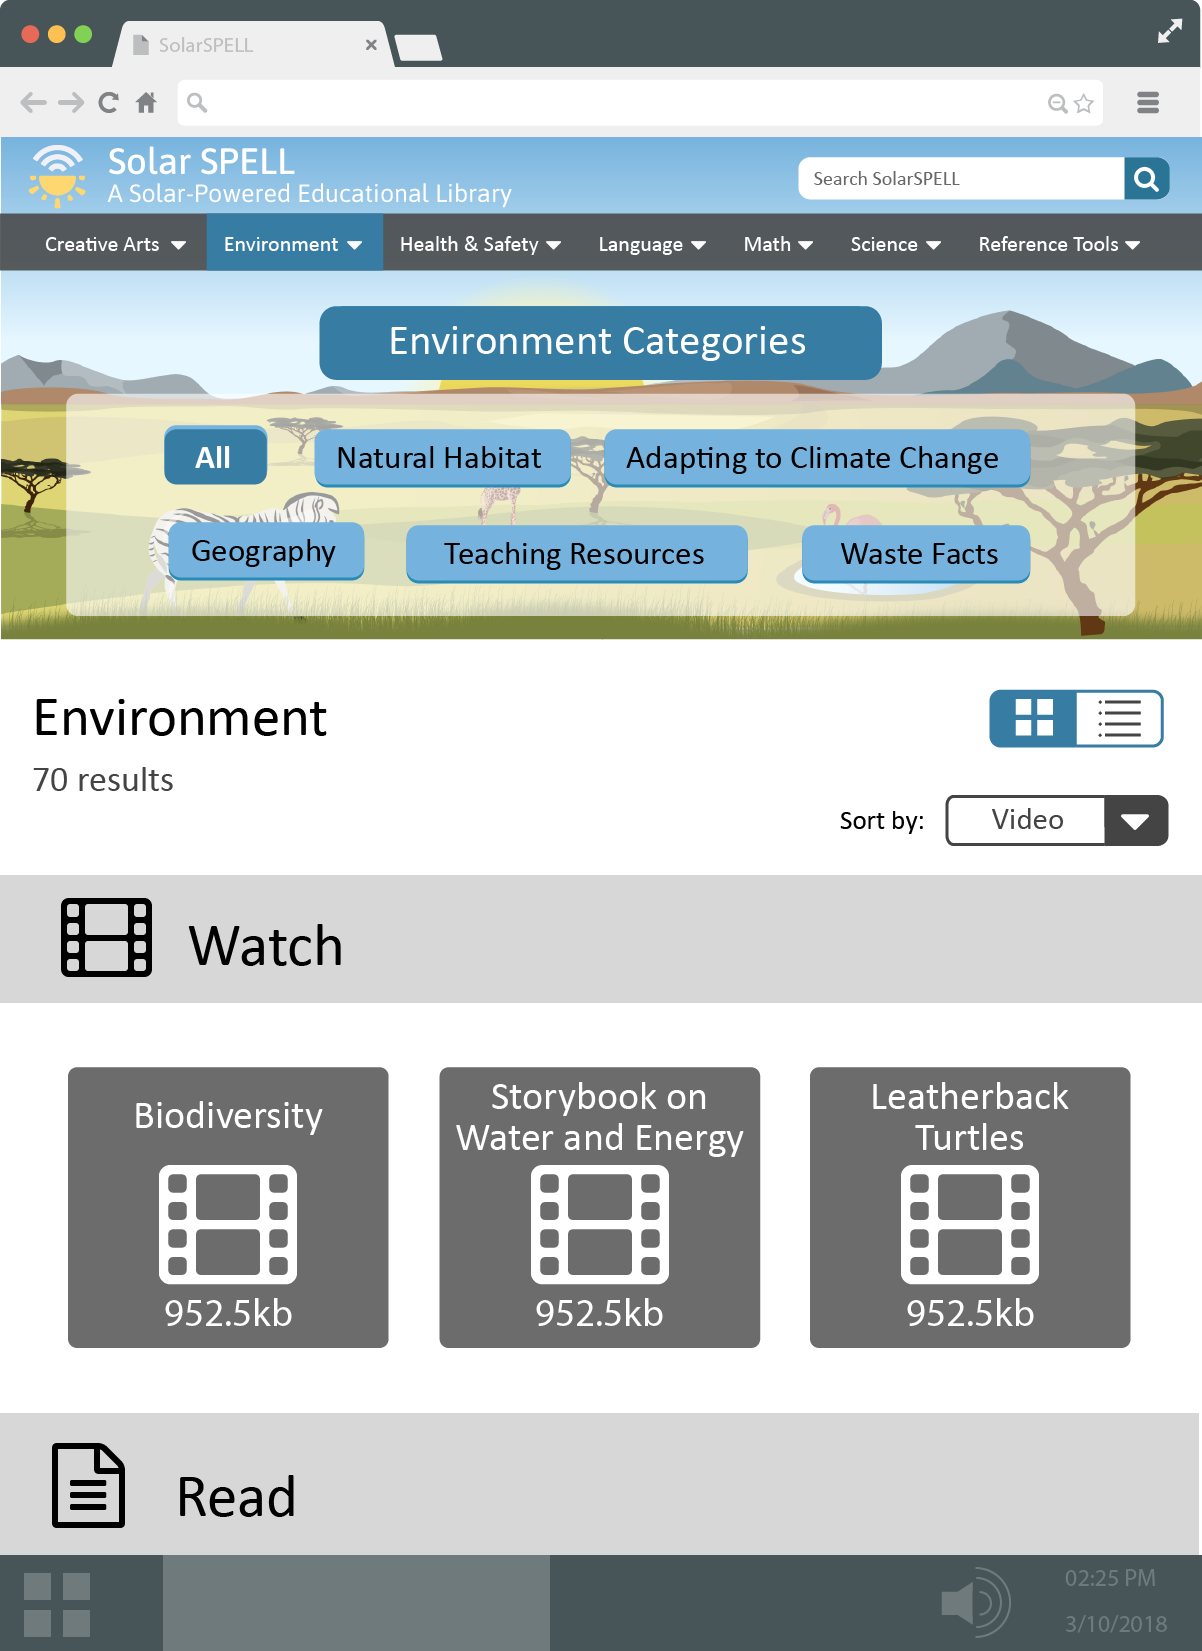 SolarSPELL
Solar SPELL
A Solar-Powered Educational Library
Search SolarSPELL
Creative Arts
Environment
Health & Safety
Language
Math
Science
Reference Tools
Environment Categories
All
Natural Habitat
Adapting to Climate Change
Geography
Teaching Resources
Waste Facts
Environment
70 results
Sort by:
Video
Watch
Biodiversity
952.5kb
Storybook on
Water and Energy
952.5kb
Leatherback
Turtles
952.5kb
Read
02:25 PM
3/10/2018